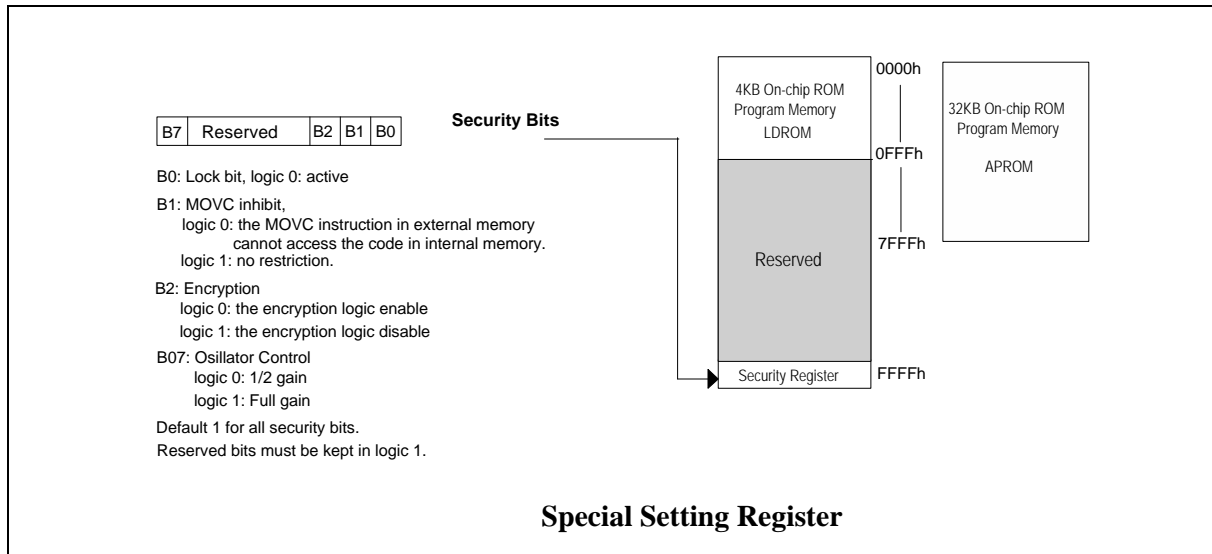 B7 Reserved B2 B1 B0
Security Bits
B0: Lock bit, logic 0: active
B1: MOVC inhibit,
logic 0: the MOVC instruction in external memory
cannot access the code in internal memory.
logic 1: no restriction.
B2: Encryption
logic 0: the encryption logic enable
logic 1: the encryption logic disable
B07: Osillator Control
logic 0: 1/2 gain
logic 1: Full gain
Default 1 for all security bits.
Reserved bits must be kept in logic 1.
4KB On-chip ROM
Program Memory
LDROM
Reserved
Security Register
0000h
0FFFh
7FFFh
FFFFh
32KB On-chip ROM
Program Memory
APROM
Special Setting Register